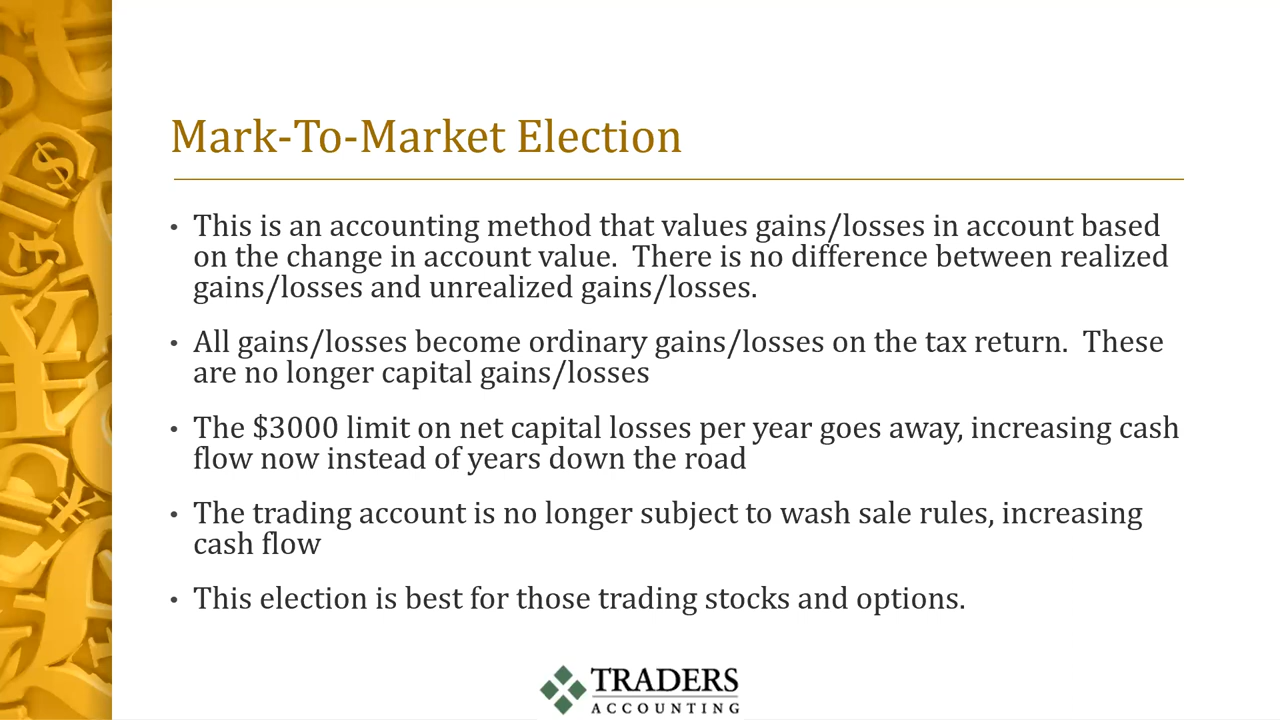 Mark-To-Market Election
• This is an accounting method that values gains/losses in account based
on the change in account value.  There is no difference between realized
gains/losses and unrealized gains/losses.
• All gains/losses become ordinary gains/losses on the tax return.  These
are no longer capital gains/losses
• The $3000 limit on net capital losses per year goes away, increasing cash
flow now instead of years down the road
• The trading account is no longer subject to wash sale rules, increasing
cash flow
• This election is best for those trading stocks and options.
TRADERS
ACCOUNTING